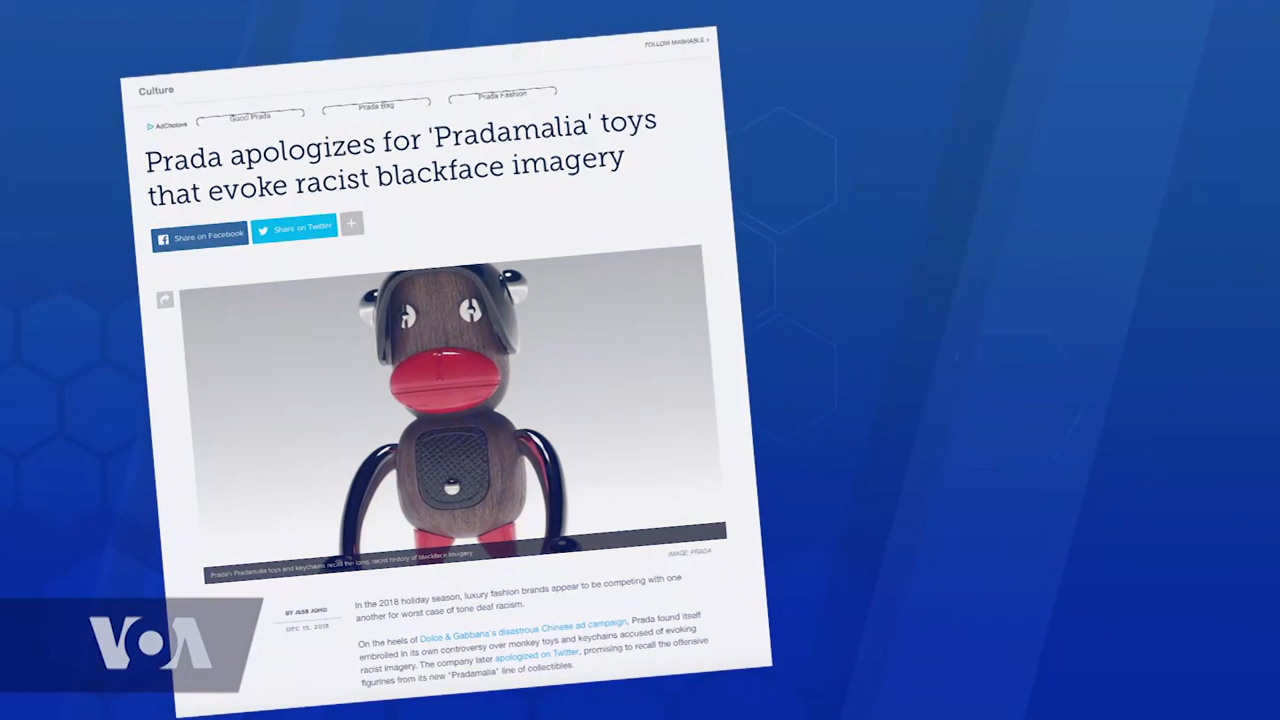 Culture
FOLLOW MASHABLE >
AdChoices
Gucci Prada
Prada Bag
Prada Fashion
Prada apologizes for 'Pradamalia' toys
that evoke racist blackface imagery
Share on Facebook
Share on Twitter
+
Prada's Pradamalia toys and keychains recall the long, racist history of blackface imagery
IMAGE: PRADA
BY JESS JOHO
DEC 15, 2018
In the 2018 holiday season, luxury fashion brands appear to be competing with one
another for worst case of tone deaf racism.
On the heels of Dolce & Gabbana's disastrous Chinese ad campaign, Prada found itself
embroiled in its own controversy over monkey toys and keychains accused of evoking
racist imagery. The company later apologized on Twitter, promising to recall the offensive
figurines from its new "Pradamalia" line of collectibles.
VOA